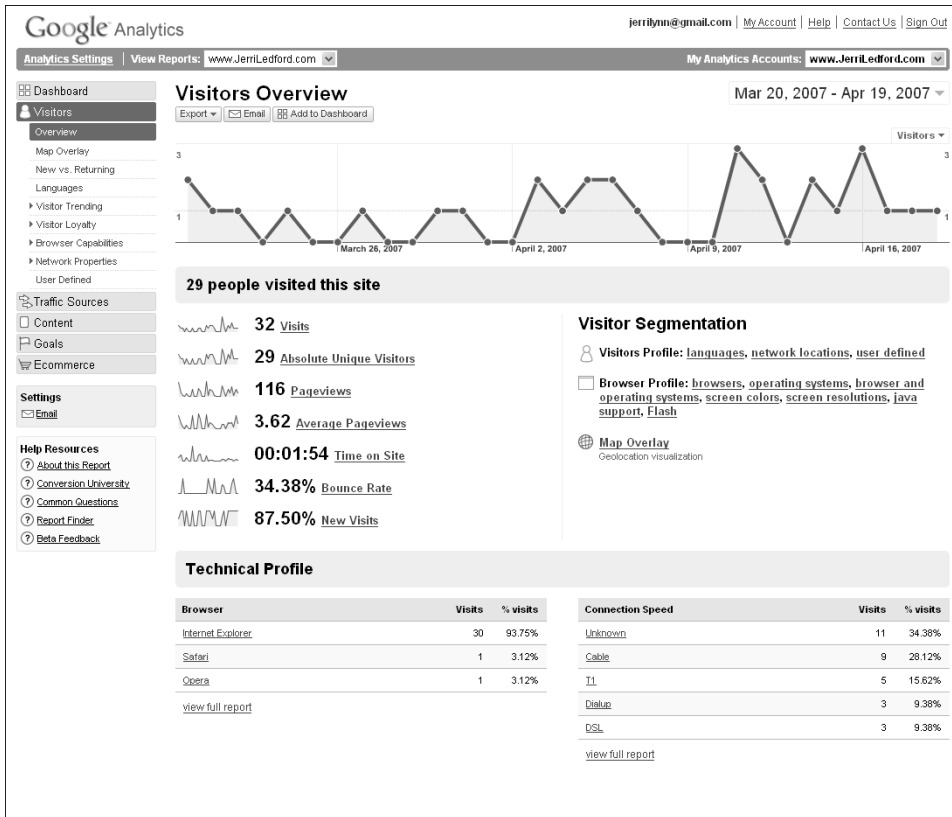 Google Analytics
jerrilynn@gmail.com | My Account | Help | Contact Us | Sign Out
Analytics Settings | View Reports: www.JerriLedford.com
My Analytics Accounts: www.JerriLedford.com
Dashboard
Visitors
Overview
Map Overlay
New vs. Returning
Languages
Visitor Trending
Visitor Loyalty
Browser Capabilities
Network Properties
User Defined
Traffic Sources
Content
Goals
Ecommerce
Settings
Email
Help Resources
? About this Report
? Conversion University
? Common Questions
? Report Finder
? Beta Feedback
Visitors Overview
Mar 20, 2007 - Apr 19, 2007
Export Email Add to Dashboard
Visitors
3 3
1 1
March 26, 2007 April 2, 2007 April 9, 2007 April 16, 2007
29 people visited this site
32 Visits
29 Absolute Unique Visitors
116 Pageviews
3.62 Average Pageviews
00:01:54 Time on Site
34.38% Bounce Rate
87.50% New Visits
Visitor Segmentation
Visitors Profile: languages, network locations, user defined
Browser Profile: browsers, operating systems, browser and
operating systems, screen colors, screen resolutions, java
support, Flash
Map Overlay
Geolocation visualization
Technical Profile
Browser Visits % visits
Internet Explorer 30 93.75%
Safari 1 3.12%
Opera 1 3.12%
view full report
Connection Speed Visits % visits
Unknown 11 34.38%
Cable 9 28.12%
T1 5 15.62%
Dialup 3 9.38%
DSL 3 9.38%
view full report